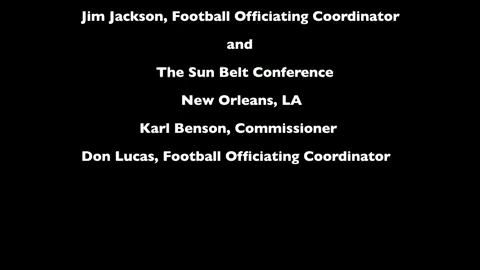 Jim Jackson, Football Officiating Coordinator
and
The Sun Belt Conference
New Orleans, LA
Karl Benson, Commissioner
Don Lucas, Football Officiating Coordinator